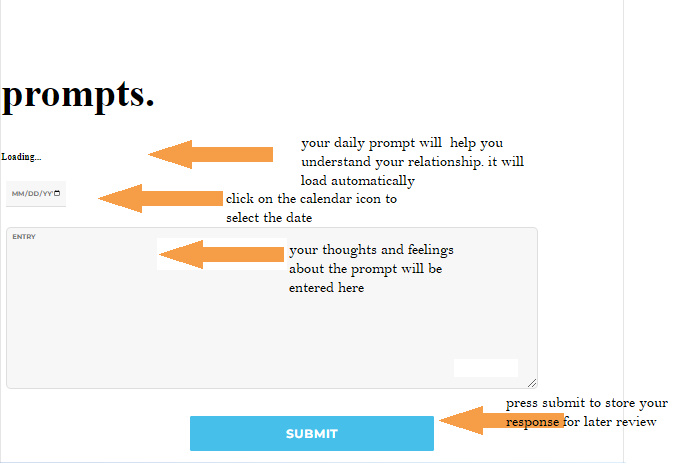 prompts.
your daily prompt will help you
Loading...
understand your relationship. it will
load automatically
MM/DD/YY
click on the calendar icon to
select the date
ENTRY
your thoughts and feelings
about the prompt will be
entered here
press submit to store your
response for later review
SUBMIT